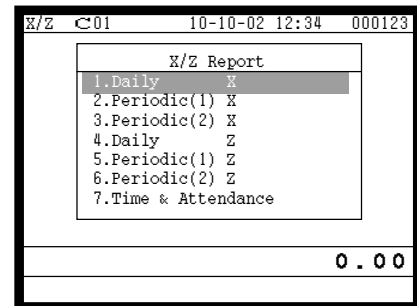 X/Z C01 10-10-02 12:34 000123
X/Z Report
1.Daily X
2.Periodic(1) X
3.Periodic(2) X
4.Daily Z
5.Periodic(1) Z
6.Periodic(2) Z
7.Time & Attendance
0.00